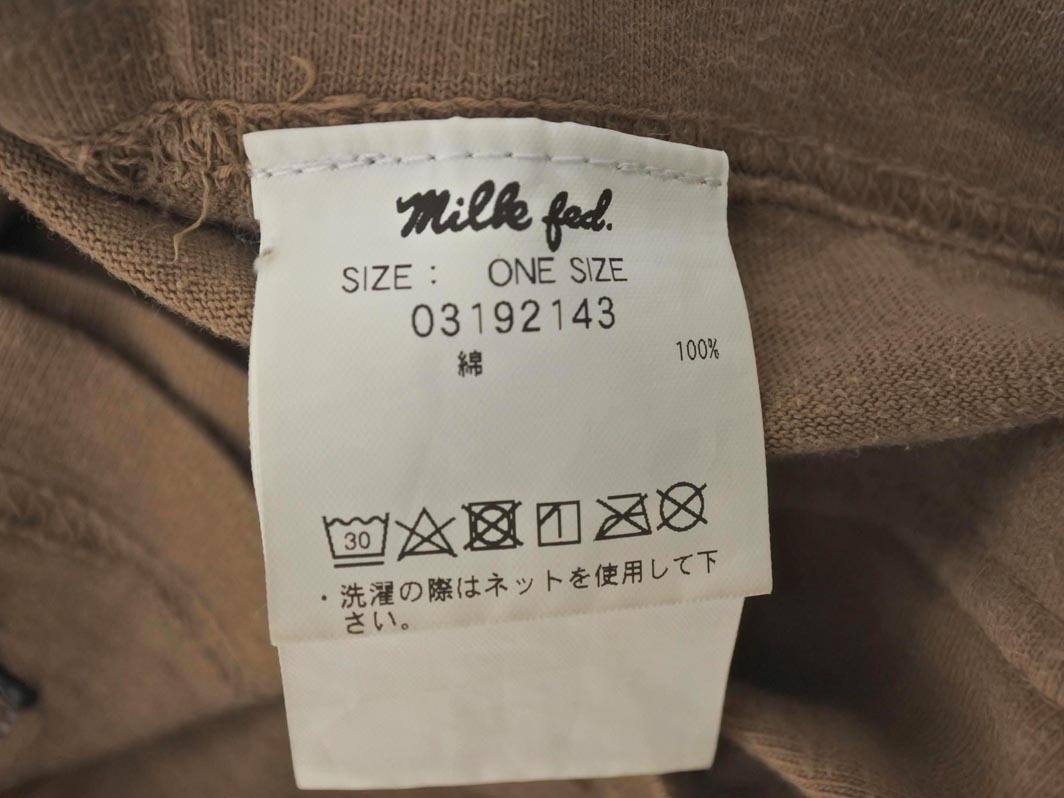 Milk fed.
SIZE : ONE SIZE
03192143
綿 100%
30
・洗濯の際はネットを使用して下
さい。